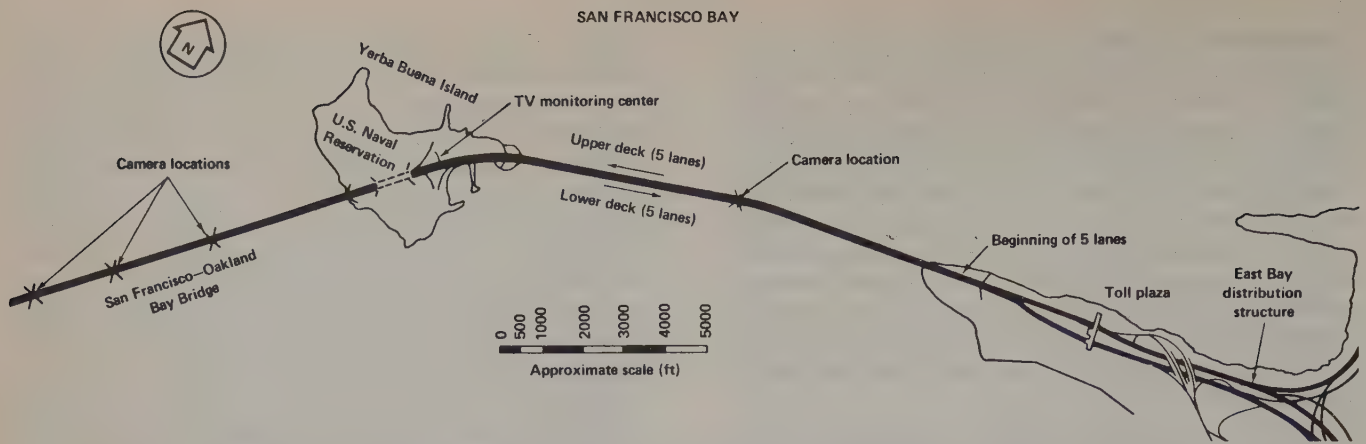 SAN FRANCISCO BAY
N
Yerba Buena Island
TV monitoring center
U.S. Naval
Reservation
Camera locations
Upper deck (5 lanes)
Lower deck (5 lanes)
Camera location
San Francisco—Oakland
Bay Bridge
Beginning of 5 lanes
Toll plaza
East Bay
distribution
structure
0 500 1000 2000 3000 4000 5000
Approximate scale (ft)